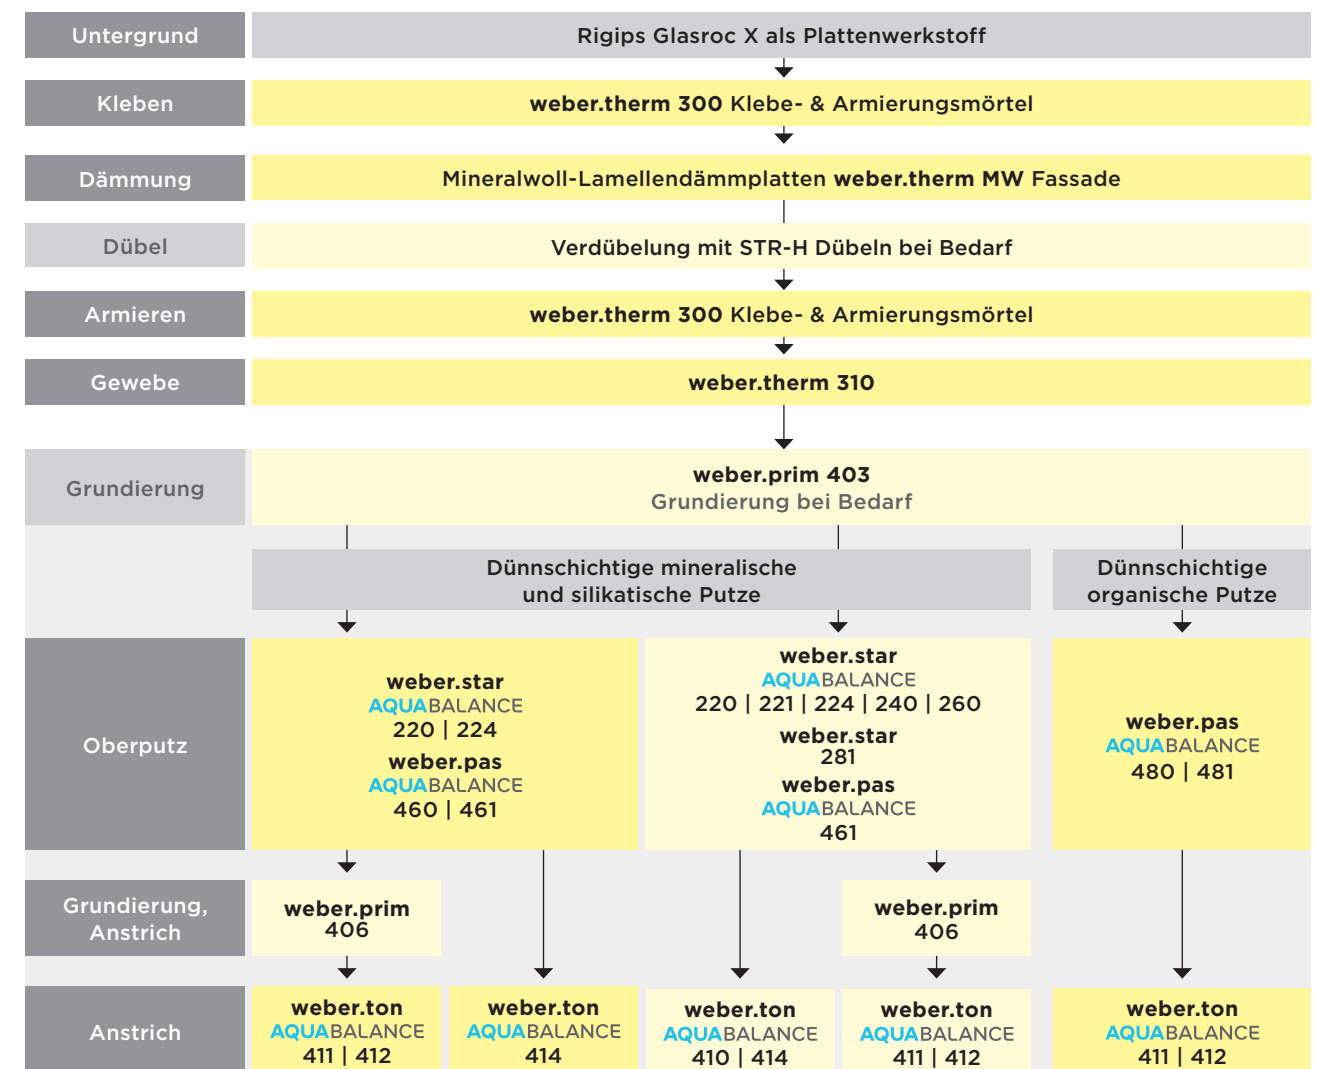 Untergrund
Rigips Glasroc X als Plattenwerkstoff
Kleben
weber.therm 300 Klebe- & Armierungsmörtel
Dämmung
Mineralwoll-Lamellendämmplatten weber.therm MW Fassade
Dübel
Verdübelung mit STR-H Dübeln bei Bedarf
Armieren
weber.therm 300 Klebe- & Armierungsmörtel
Gewebe
weber.therm 310
Grundierung
weber.prim 403
Grundierung bei Bedarf
Dünnschichtige mineralische
und silikatische Putze
Dünnschichtige
organische Putze
Oberputz
weber.star
AQUABALANCE
220 | 224
weber.pas
AQUABALANCE
460 | 461
weber.star
AQUABALANCE
220 | 221 | 224 | 240 | 260
weber.star
281
weber.pas
AQUABALANCE
461
weber.pas
AQUABALANCE
480 | 481
Grundierung,
Anstrich
weber.prim
406
weber.prim
406
Anstrich
weber.ton
AQUABALANCE
411 | 412
weber.ton
AQUABALANCE
414
weber.ton
AQUABALANCE
410 | 414
weber.ton
AQUABALANCE
411 | 412
weber.ton
AQUABALANCE
411 | 412